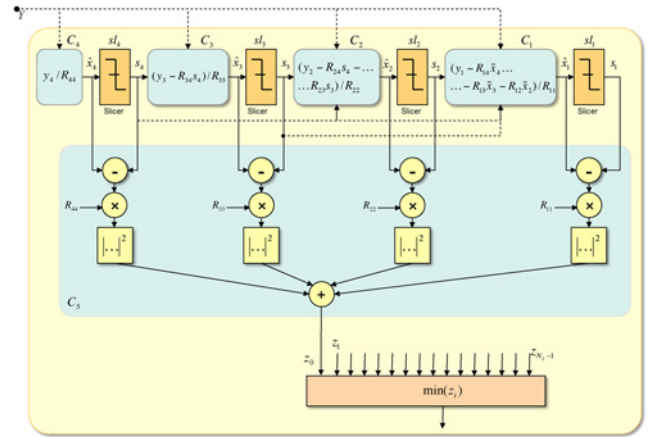 Y
C₄ sl₄ C₃ sl₃ C₂ sl₂ C₁ sl₁
y₄ / R₄₄
x̂₄ s₄
(y₃ − R₃₄s₄) / R₃₃
x̂₃ s₃
(y₂ − R₂₄s₄ − ...
...R₂₃s₃) / R₂₂
x̂₂ s₂
(y₁ − R₁₄x̃₄ ...
... − R₁₃x̃₃ − R₁₂x̃₂) / R₁₁
x̂₁ s₁
Slicer Slicer Slicer Slicer
- - - -
R₄₄ × R₃₃ × R₂₂ × R₁₁ ×
|...|² |...|² |...|² |...|²
+
C₅
z₀ z₁
min(zᵢ)